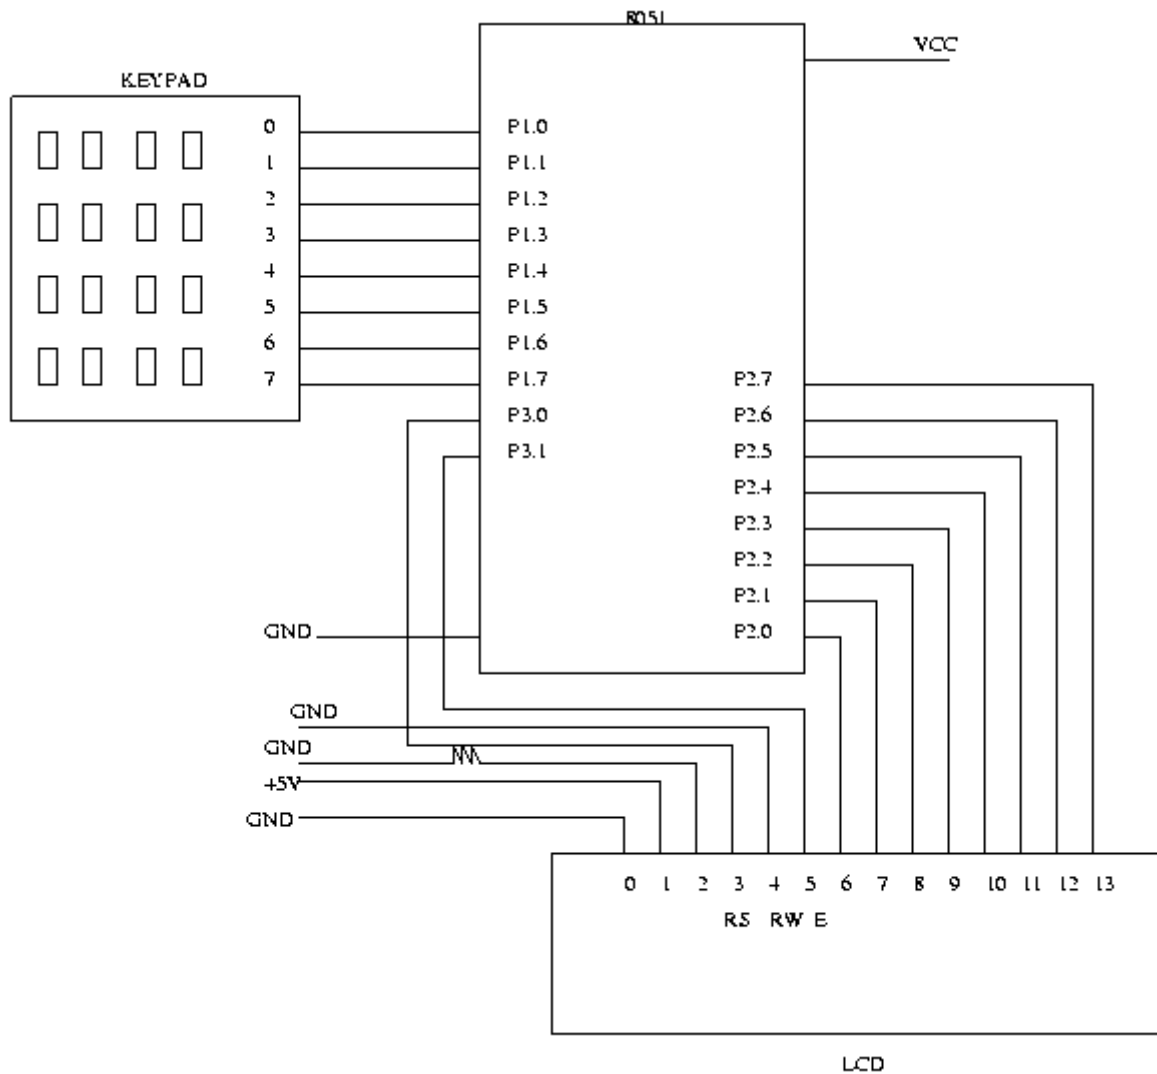 8051
VCC
KEYPAD
0
1
2
3
4
5
6
7
P1.0
P1.1
P1.2
P1.3
P1.4
P1.5
P1.6
P1.7
P3.0
P3.1
P2.7
P2.6
P2.5
P2.4
P2.3
P2.2
P2.1
P2.0
GND
GND
GND
+5V
GND
0 1 2 3 4 5 6 7 8 9 10 11 12 13
RS RW E
LCD